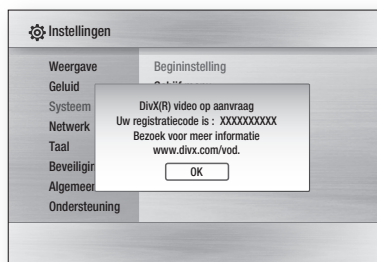 Instellingen
Weergave
Begininstelling
Geluid
Systeem
Netwerk
Taal
Beveiligin
Algemeen
Ondersteuning
DivX(R) video op aanvraag
Uw registratiecode is : XXXXXXXXXX
Bezoek voor meer informatie
www.divx.com/vod.
OK